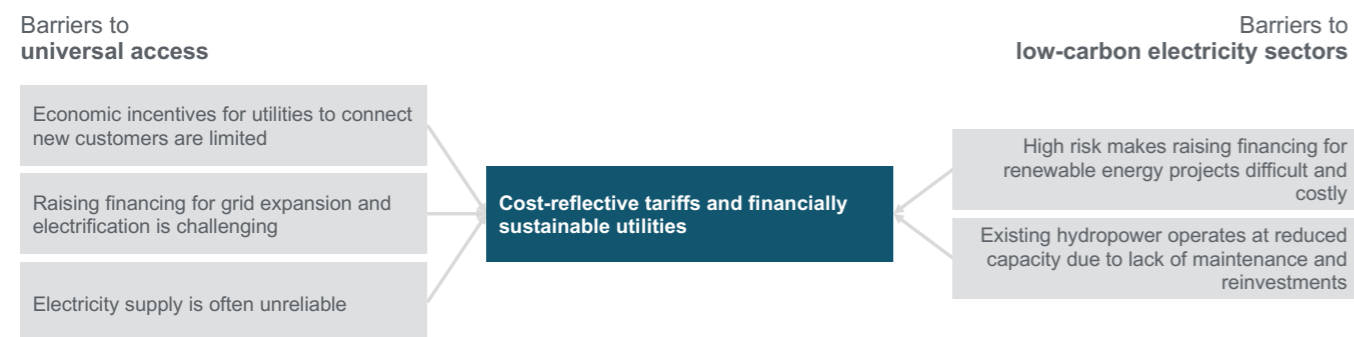 Barriers to
universal access
Economic incentives for utilities to connect
new customers are limited
Raising financing for grid expansion and
electrification is challenging
Electricity supply is often unreliable
Cost-reflective tariffs and financially
sustainable utilities
Barriers to
low-carbon electricity sectors
High risk makes raising financing for
renewable energy projects difficult and
costly
Existing hydropower operates at reduced
capacity due to lack of maintenance and
reinvestments